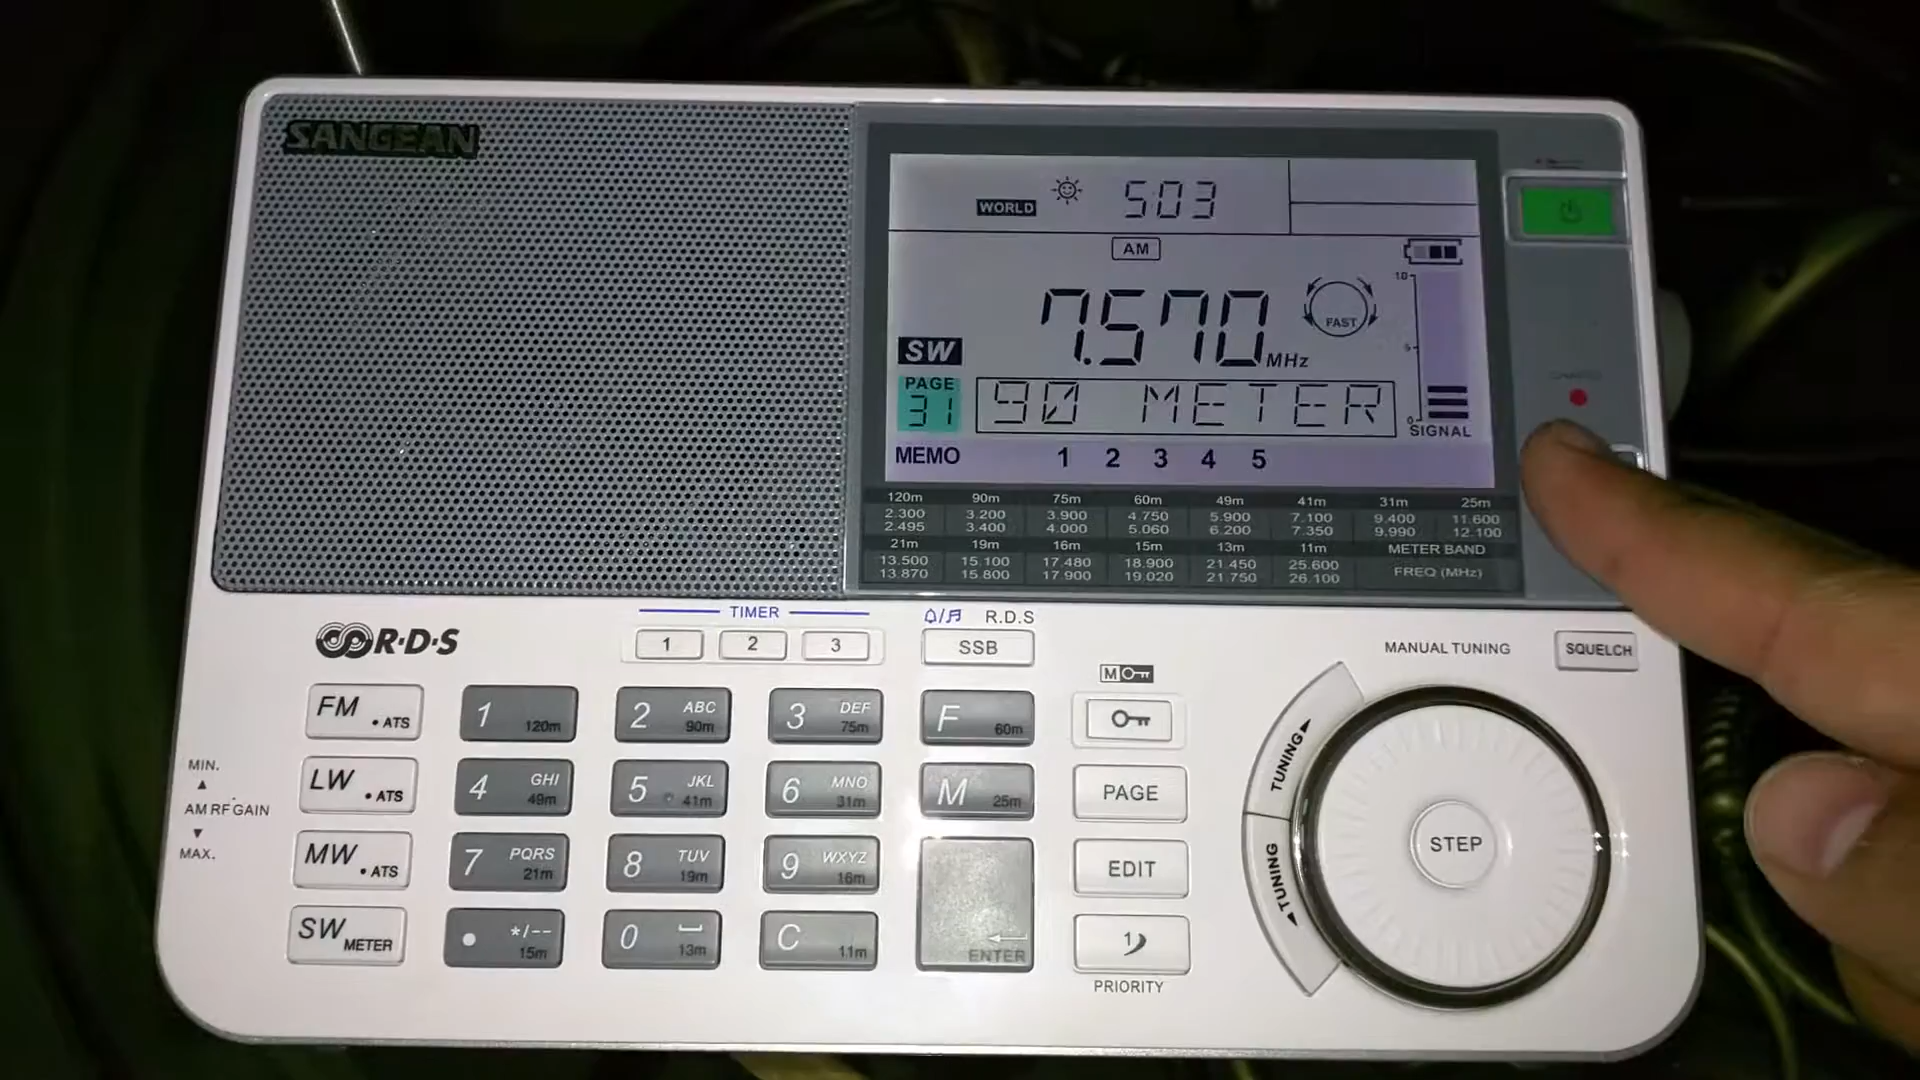 SANGEAN
WORLD 5:03
AM
7.570 MHz
FAST
10
5
0
SIGNAL
SW
PAGE
31
90 METER
MEMO 1 2 3 4 5
120m 90m 75m 60m 49m 41m 31m 25m
2.300 3.200 3.900 4.750 5.900 7.100 9.400 11.600
2.495 3.400 4.000 5.060 6.200 7.350 9.990 12.100
21m 19m 16m 15m 13m 11m METER BAND
13.500 15.100 17.480 18.900 21.450 25.600 FREQ (MHz)
13.870 15.800 17.900 19.020 21.750 26.100
R·D·S
TIMER
1 2 3
R.D.S
SSB
MANUAL TUNING
SQUELCH
M
FM •ATS
1 120m
2 ABC 90m
3 DEF 75m
F 60m
LW •ATS
4 GHI 49m
5 JKL 41m
6 MNO 31m
M 25m
PAGE
MW •ATS
7 PQRS 21m
8 TUV 19m
9 WXYZ 16m
ENTER
EDIT
SW METER
• */-- 15m
0 13m
C 11m
1
PRIORITY
MIN.
AM RF GAIN
MAX.
TUNING
TUNING
STEP